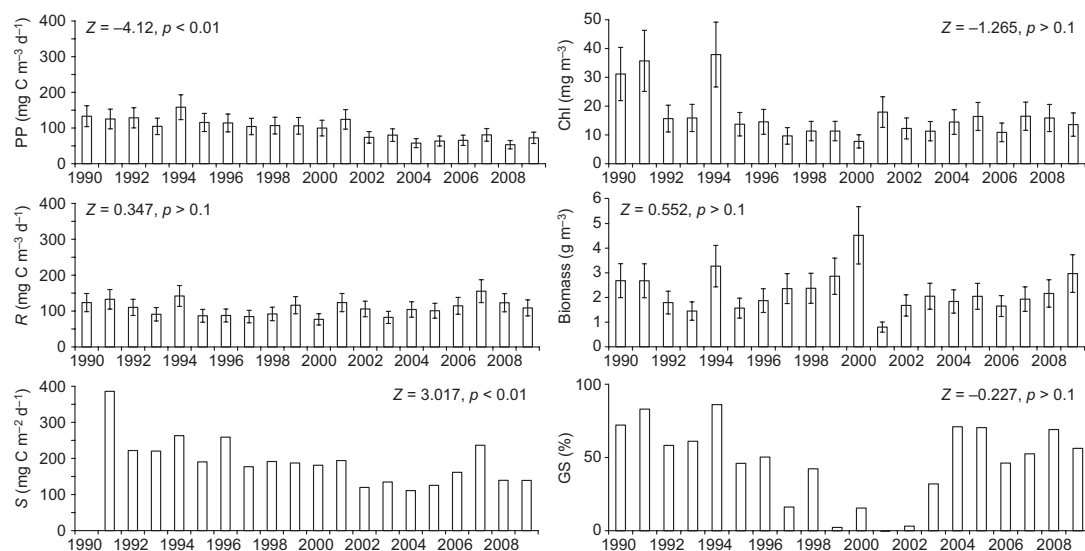 Z = –4.12, p < 0.01
PP (mg C m–3 d–1)
400
300
200
100
0
1990 1992 1994 1996 1998 2000 2002 2004 2006 2008
Z = –1.265, p > 0.1
Chl (mg m–3)
50
40
30
20
10
0
1990 1992 1994 1996 1998 2000 2002 2004 2006 2008
Z = 0.347, p > 0.1
R (mg C m–3 d–1)
400
300
200
100
0
1990 1992 1994 1996 1998 2000 2002 2004 2006 2008
Z = 0.552, p > 0.1
Biomass (g m–3)
6
5
4
3
2
1
0
1990 1992 1994 1996 1998 2000 2002 2004 2006 2008
Z = 3.017, p < 0.01
S (mg C m–2 d–1)
400
300
200
100
0
1990 1992 1994 1996 1998 2000 2002 2004 2006 2008
Z = –0.227, p > 0.1
GS (%)
100
50
0
1990 1992 1994 1996 1998 2000 2002 2004 2006 2008